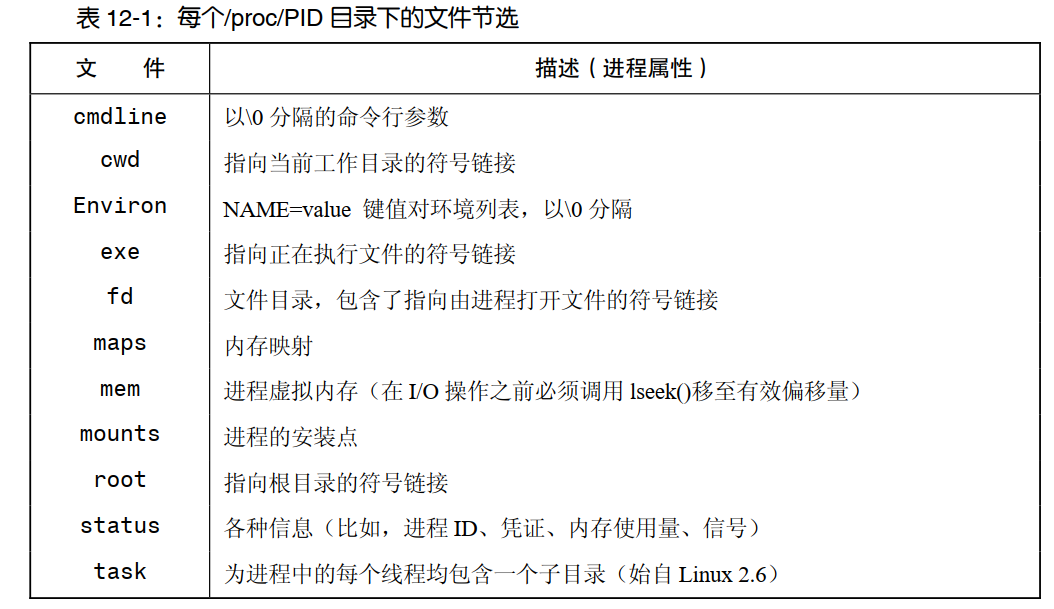 表 12-1：每个/proc/PID 目录下的文件节选
文 件 描述（进程属性）
cmdline 以\0 分隔的命令行参数
cwd 指向当前工作目录的符号链接
Environ NAME=value 键值对环境列表，以\0 分隔
exe 指向正在执行文件的符号链接
fd 文件目录，包含了指向由进程打开文件的符号链接
maps 内存映射
mem 进程虚拟内存（在 I/O 操作之前必须调用 lseek()移至有效偏移量）
mounts 进程的安装点
root 指向根目录的符号链接
status 各种信息（比如，进程 ID、凭证、内存使用量、信号）
task 为进程中的每个线程均包含一个子目录（始自 Linux 2.6）